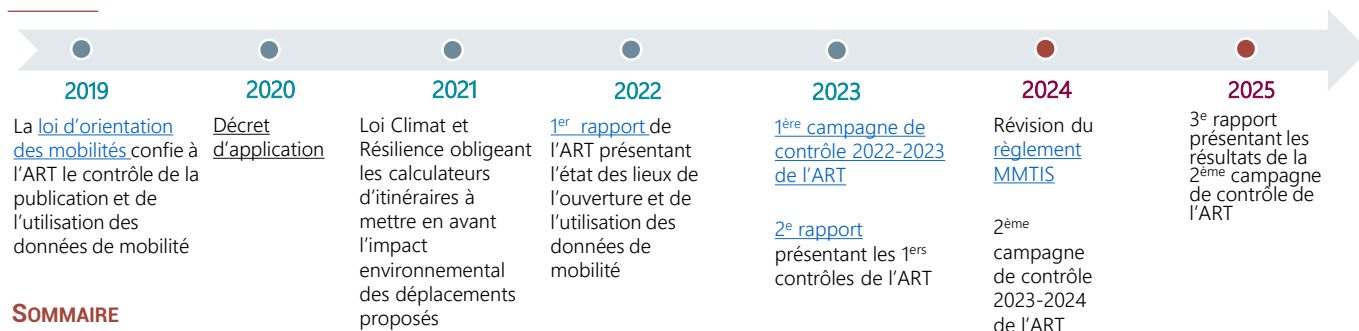 2019
La loi d'orientation
des mobilités confie à
l'ART le contrôle de la
publication et de
l'utilisation des
données de mobilité
2020
Décret
d'application
2021
Loi Climat et
Résilience obligeant
les calculateurs
d'itinéraires à
mettre en avant
l'impact
environnemental
des déplacements
proposés
2022
1er rapport de
l'ART présentant
l'état des lieux de
l'ouverture et de
l'utilisation des
données de
mobilité
2023
1ère campagne de
contrôle 2022-2023
de l'ART
2e rapport
présentant les 1ers
contrôles de l'ART
2024
Révision du
règlement
MMTIS
2ème
campagne
de contrôle
2023-2024
de l'ART
2025
3e rapport
présentant les
résultats de la
2ème campagne
de contrôle de
l'ART
SOMMAIRE